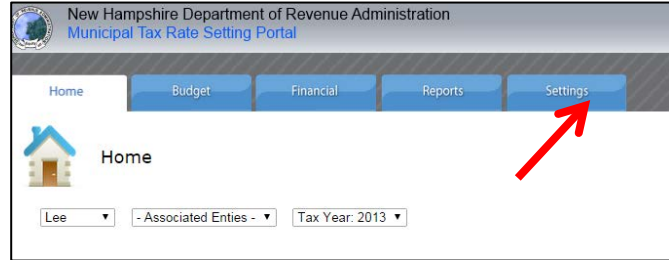 New Hampshire Department of Revenue Administration
Municipal Tax Rate Setting Portal
Home Budget Financial Reports Settings
Home
Lee - Associated Enties - Tax Year: 2013